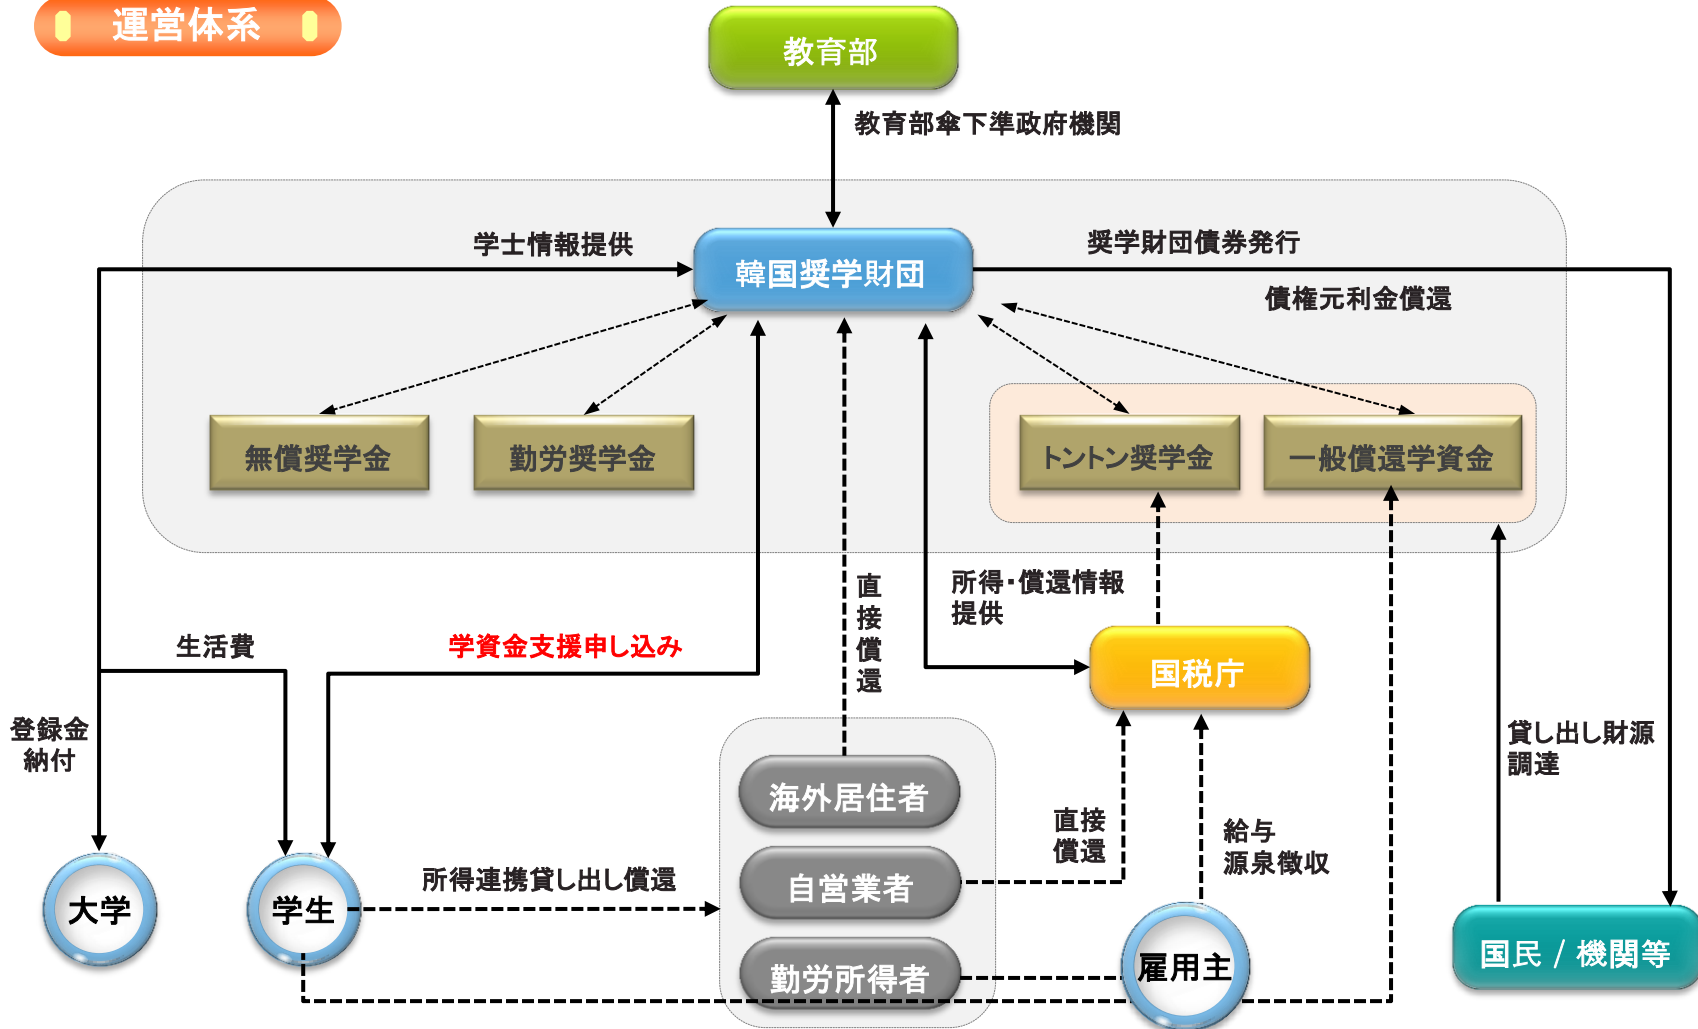 運営体系
教育部
教育部傘下準政府機関
学士情報提供
韓国奨学財団
奨学財団債券発行
債権元利金償還
無償奨学金
勤労奨学金
トントン奨学金
一般償還学資金
直
接
償
還
所得・償還情報
提供
生活費
学資金支援申し込み
国税庁
登録金
納付
貸し出し財源
調達
海外居住者
直接
償還
給与
源泉徴収
所得連携貸し出し償還
自営業者
大学
学生
勤労所得者
雇用主
国民 / 機関等